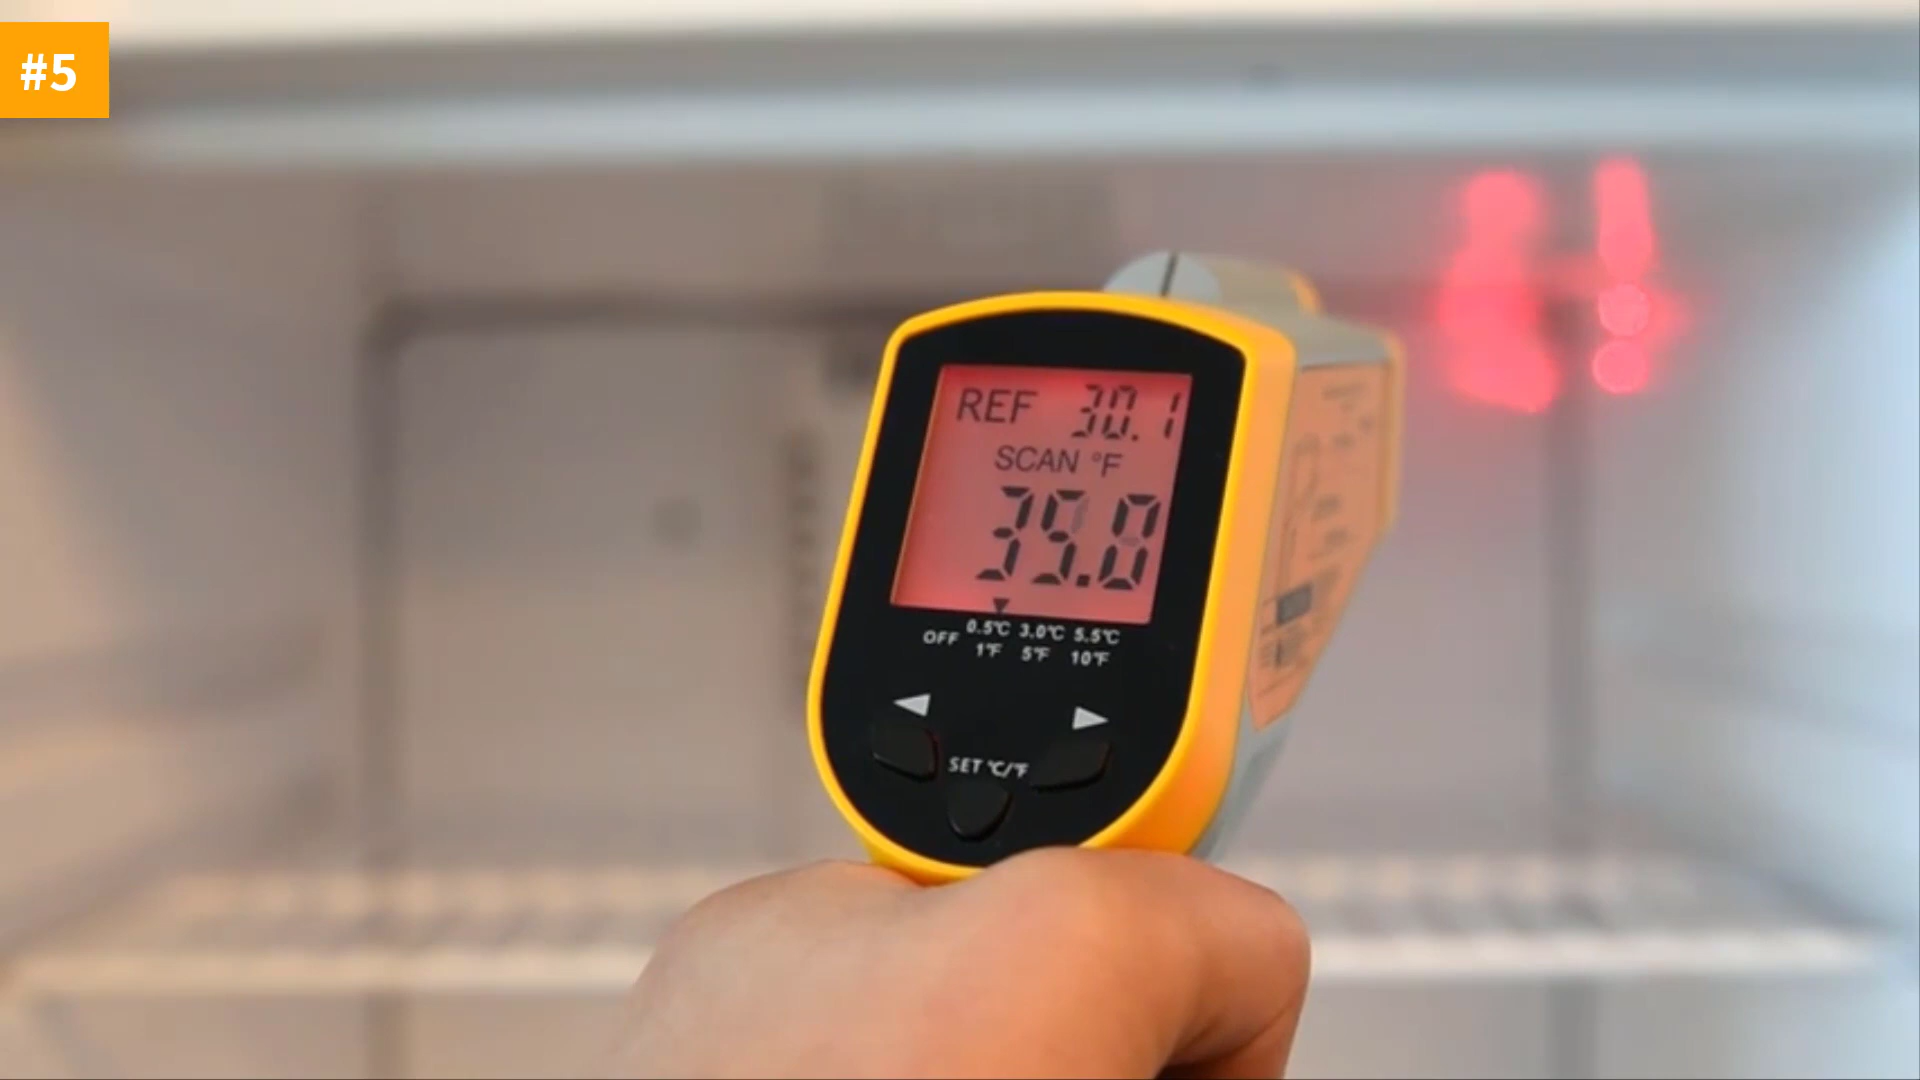 #5
REF 30.1
SCAN °F
35.0
OFF 0.5℃ 3.0℃ 5.5℃
1℉ 5℉ 10℉
SET ℃/℉